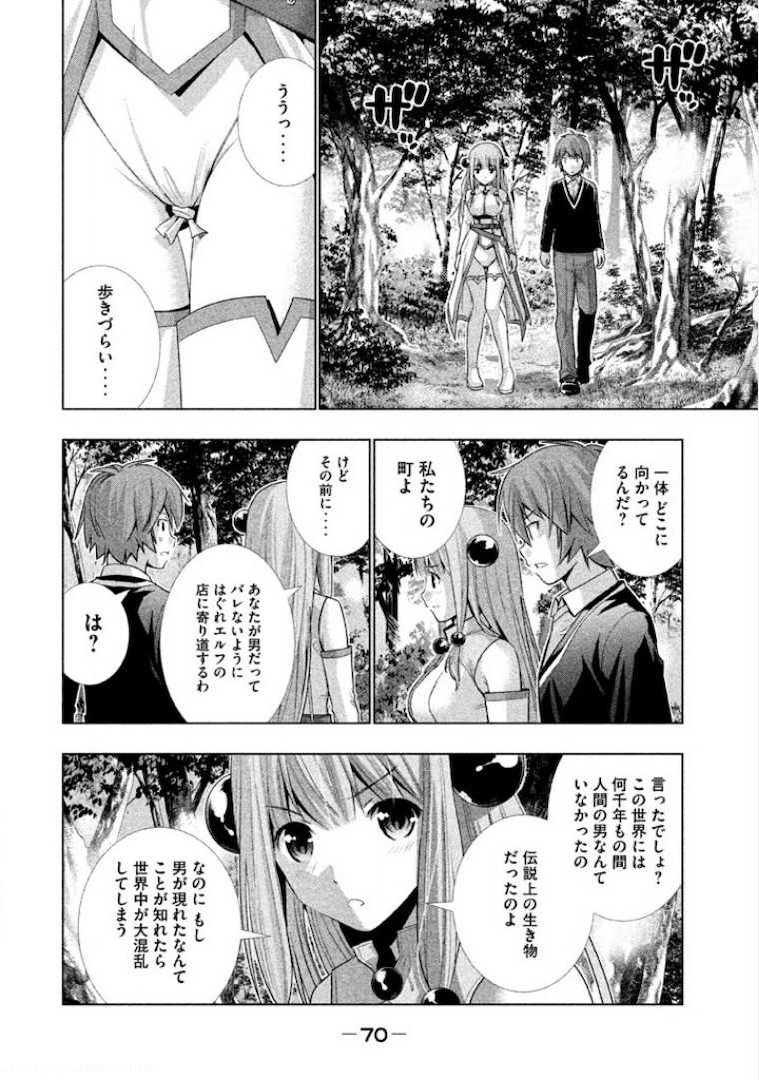 ザッ
ザッ
ううっ
‥‥
歩きづらい
‥‥
一体 どこに
向かって
るんだ?
私たちの
町よ
けど
その前に‥‥
あなたが男だって
バレないように
はぐれエルフの
店に寄り道するわ
は?
言ったでしょ?
この世界には
何千年もの間
人間の男なんて
いなかったの
伝説上の生き物
だったのよ
なのに もし
男が現れたなんて
ことが知れたら
世界中が大混乱
してしまう
—70—